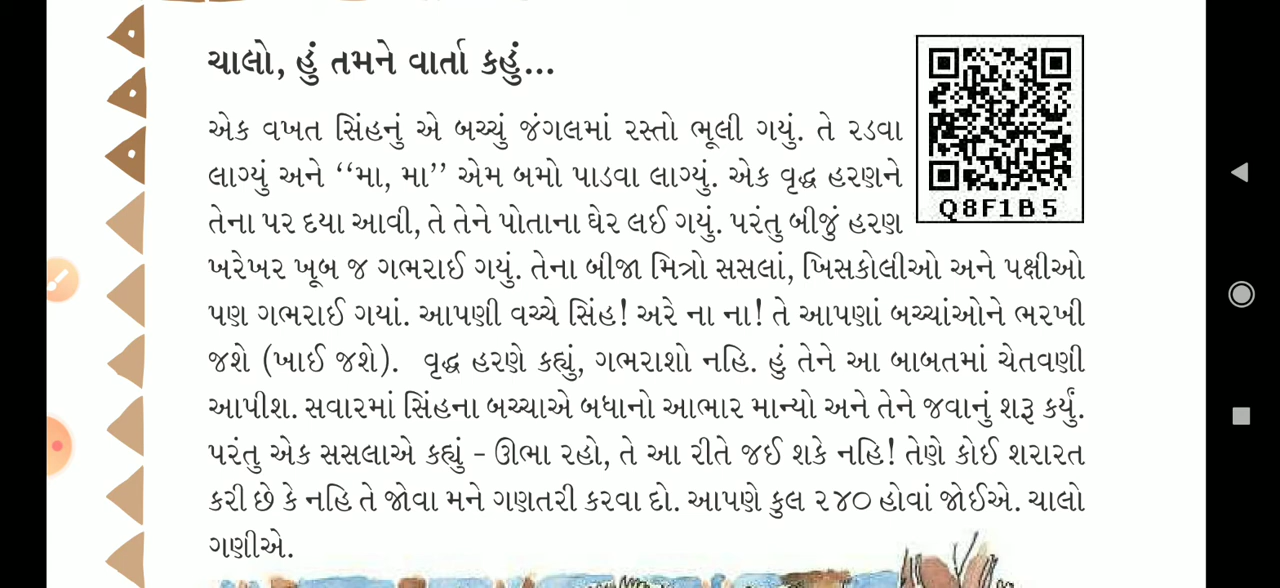 ચાલો, હું તમને વાર્તા કહું...
એક વખત સિંહનું એ બચ્ચું જંગલમાં રસ્તો ભૂલી ગયું. તે રડવા
લાગ્યું અને ‘‘મા, મા’’ એમ બમો પાડવા લાગ્યું. એક વૃદ્ધ હરણને
તેના પર દયા આવી, તે તેને પોતાના ઘેર લઈ ગયું. પરંતુ બીજું હરણ
Q8F1B5
ખરેખર ખૂબ જ ગભરાઈ ગયું. તેના બીજા મિત્રો સસલાં, ખિસકોલીઓ અને પક્ષીઓ
પણ ગભરાઈ ગયાં. આપણી વચ્ચે સિંહ! અરે ના ના! તે આપણાં બચ્ચાંઓને ભરખી
જશે (ખાઈ જશે). વૃદ્ધ હરણે કહ્યું, ગભરાશો નહિ. હું તેને આ બાબતમાં ચેતવણી
આપીશ. સવારમાં સિંહના બચ્ચાએ બધાનો આભાર માન્યો અને તેને જવાનું શરૂ કર્યું.
પરંતુ એક સસલાએ કહ્યું - ઊભા રહો, તે આ રીતે જઈ શકે નહિ! તેણે કોઈ શરારત
કરી છે કે નહિ તે જોવા મને ગણતરી કરવા દો. આપણે કુલ ૨૪૦ હોવાં જોઈએ. ચાલો
ગણીએ.